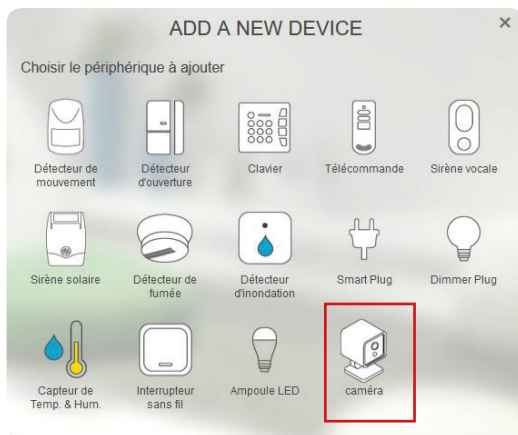 ADD A NEW DEVICE
×
Choisir le périphérique à ajouter
Détecteur de
mouvement
Détecteur
d'ouverture
Clavier
Télécommande
Sirène vocale
Sirène solaire
Détecteur de
fumée
Détecteur
d'inondation
Smart Plug
Dimmer Plug
Capteur de
Temp. & Hum.
Interrupteur
sans fil
Ampoule LED
caméra